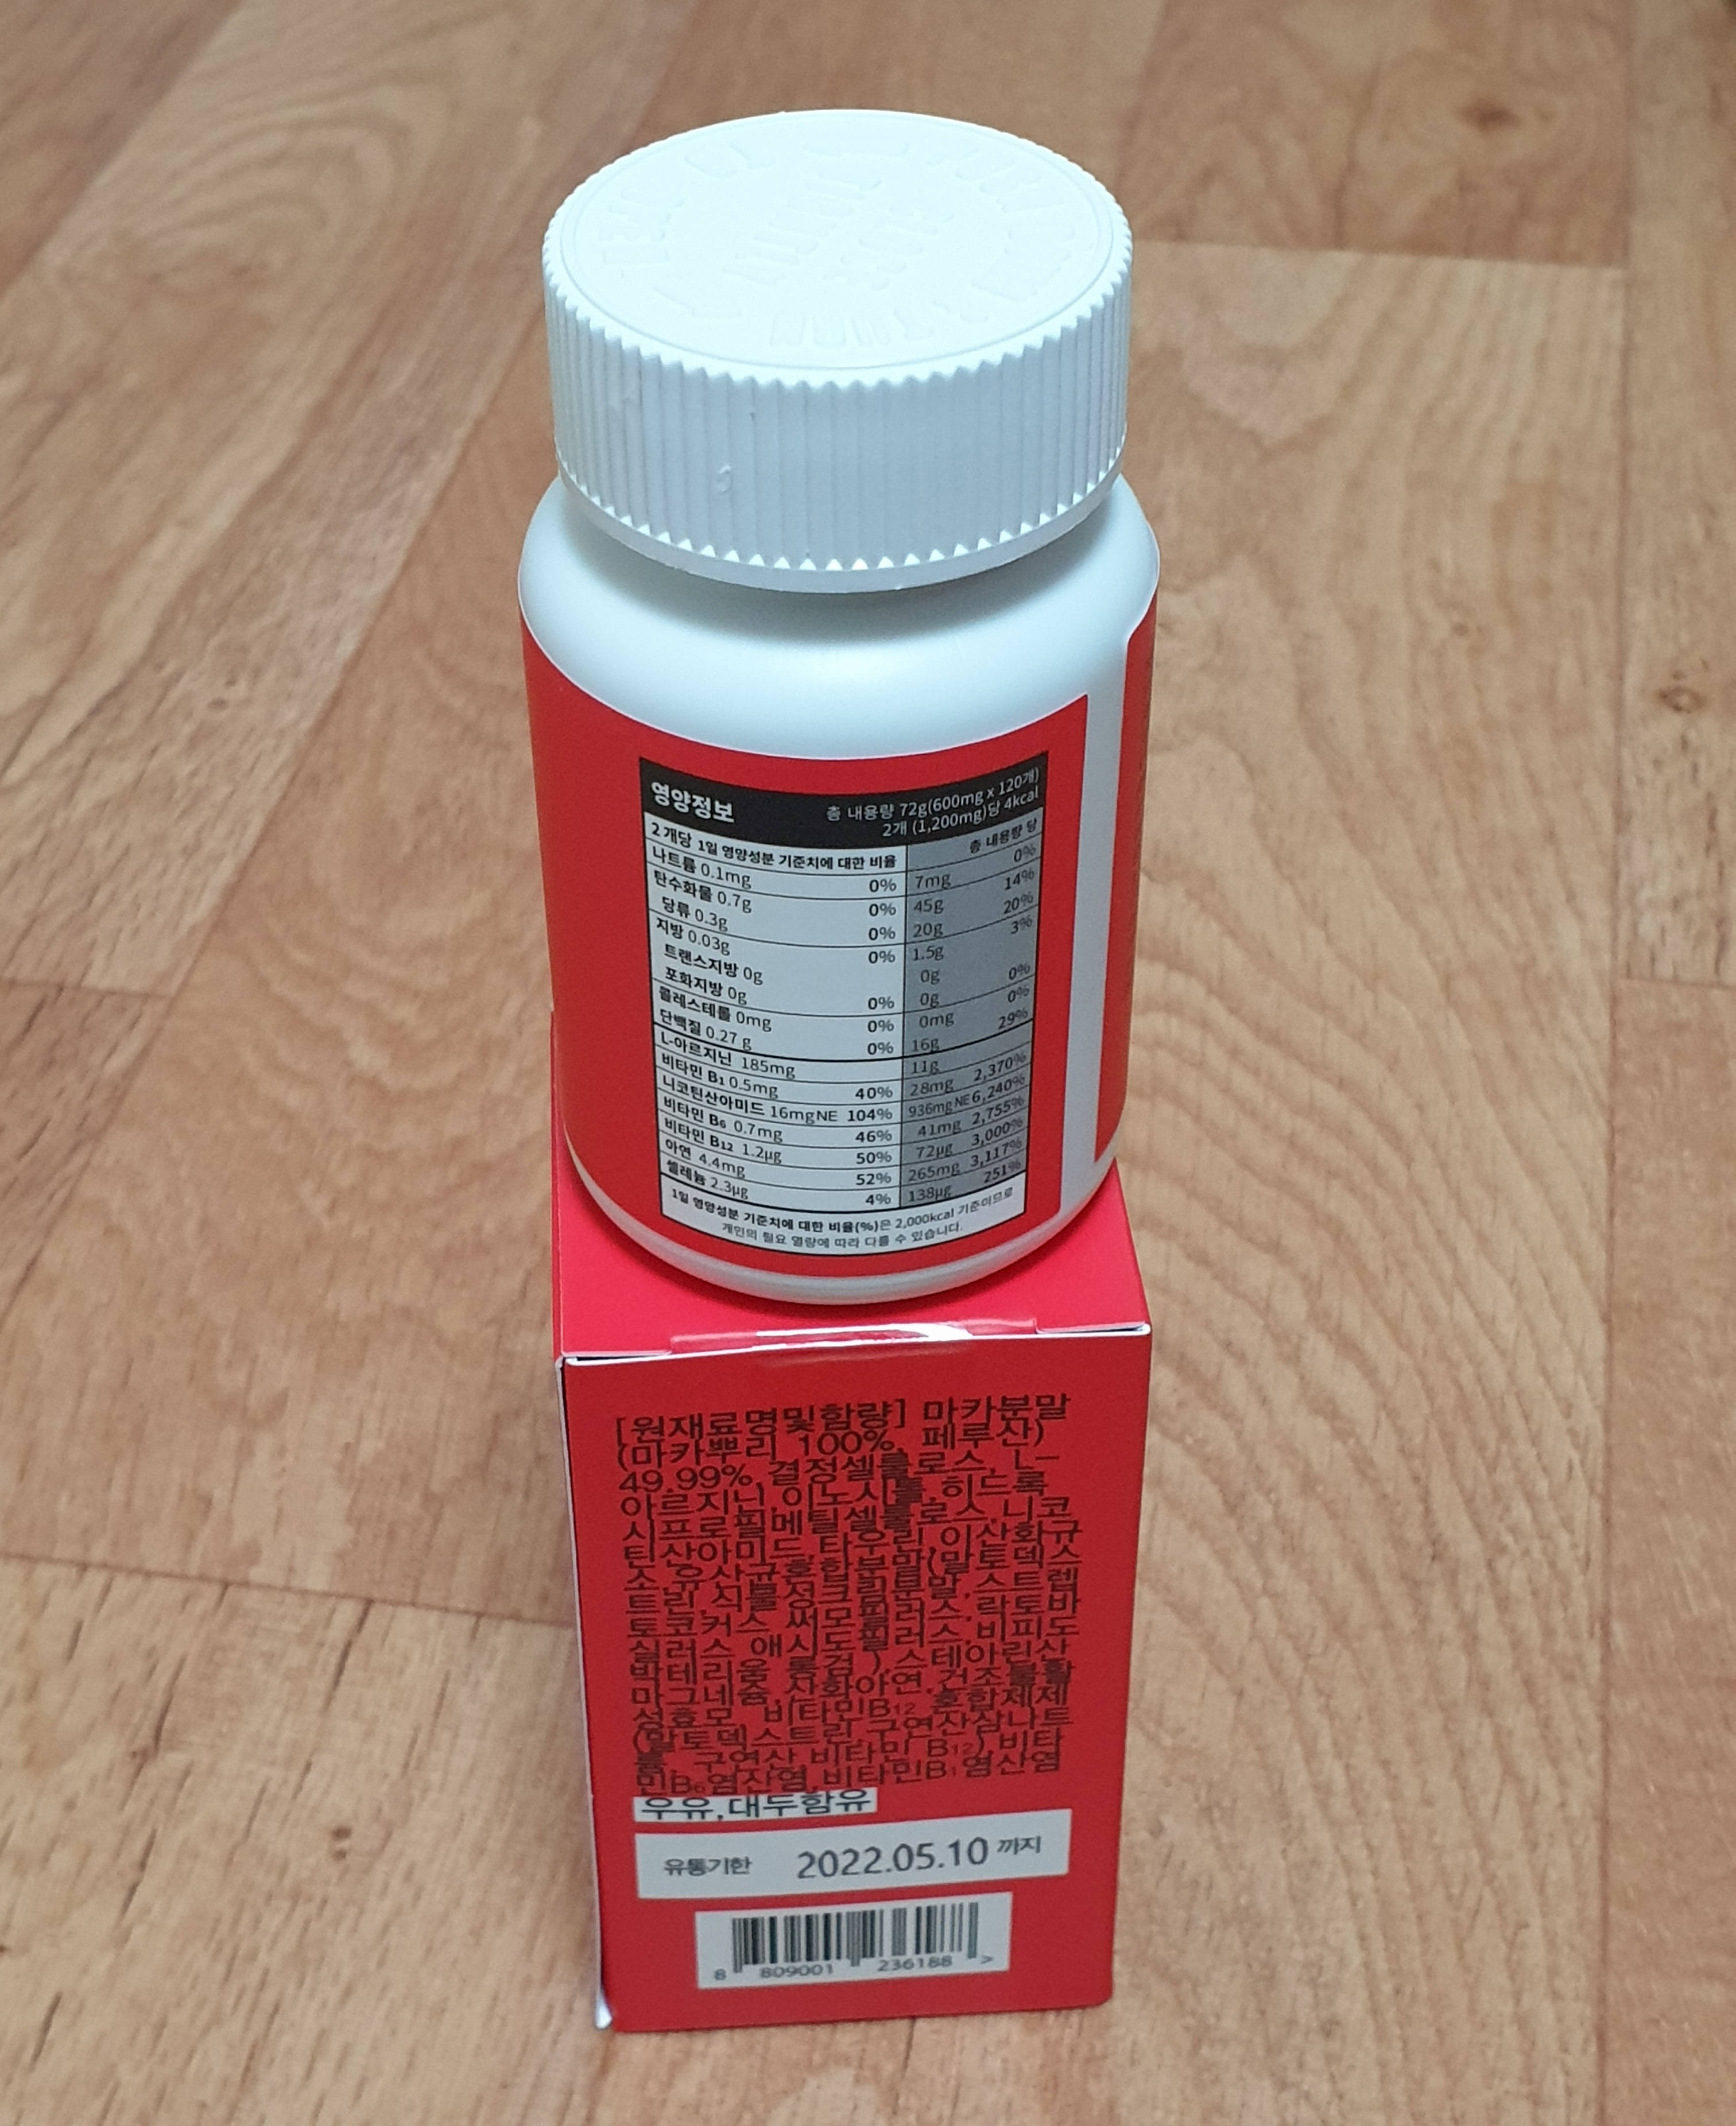 영양정보
총 내용량 72g(600mg x 120개)
2개 (1,200mg)당 4kcal
2개당 1일 영양성분 기준치에 대한 비율 총 내용량 당
나트륨 0.1mg 0% 7mg 0%
탄수화물 0.7g 0% 45g 14%
당류 0.3g 0% 20g 20%
지방 0.03g 0% 1.5g 3%
트랜스지방 0g 0g
포화지방 0g 0% 0g 0%
콜레스테롤 0mg 0% 0mg 0%
단백질 0.27 g 0% 16g 29%
L-아르지닌 185mg 11g
비타민 B₁ 0.5mg 40% 28mg 2,370%
니코틴산아미드 16mgNE 104% 936mg NE 6,240%
비타민 B₆ 0.7mg 46% 41mg 2,755%
비타민 B₁₂ 1.2μg 50% 72μg 3,000%
아연 4.4mg 52% 265mg 3,117%
셀레늄 2.3μg 4% 138μg 251%
1일 영양성분 기준치에 대한 비율(%)은 2,000kcal 기준이므로
개인의 필요 열량에 따라 다를 수 있습니다.
[원재료명및함량] 마카분말
(마카뿌리 100%, 페루산)
49.99%,결정셀룰로스, L-
아르지닌,이노시톨,히드록
시프로필메틸셀룰로스,니코
틴산아미드,타우린,이산화규
소,유산균혼합분말(말토덱스
트린,식물성크림분말,스트렙
토코커스 써모필러스,락토바
실러스 애시도필러스,비피도
박테리움 롱검),스테아린산
마그네슘,산화아연,건조불활
성효모, 비타민B₁₂ 혼합제제
(말토덱스트린,구연산삼나트
륨, 구연산,비타민 B₁₂),비타
민B₆염산염,비타민B₁염산염
우유,대두함유
유통기한 2022.05.10 까지
8 809001 236188 >